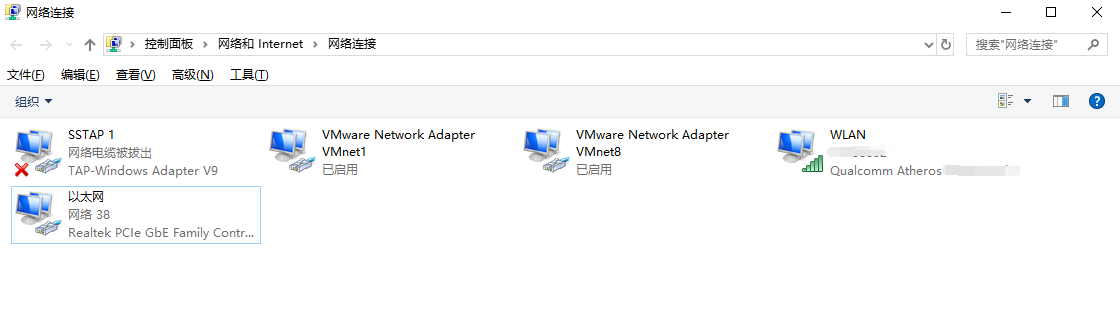 网络连接
控制面板 › 网络和 Internet › 网络连接
搜索"网络连接"
文件(F) 编辑(E) 查看(V) 高级(N) 工具(T)
组织
SSTAP 1
网络电缆被拔出
TAP-Windows Adapter V9
VMware Network Adapter
VMnet1
已启用
VMware Network Adapter
VMnet8
已启用
WLAN
Qualcomm Atheros
以太网
网络 38
Realtek PCIe GbE Family Contr...